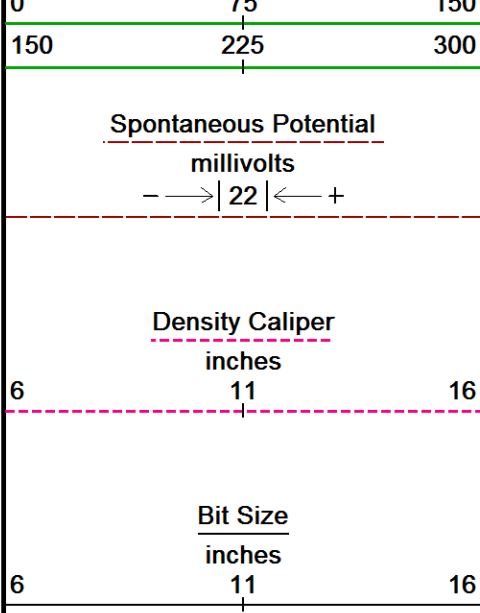 0 75 150
150 225 300
Spontaneous Potential
millivolts
− 22 +
Density Caliper
inches
6 11 16
Bit Size
inches
6 11 16